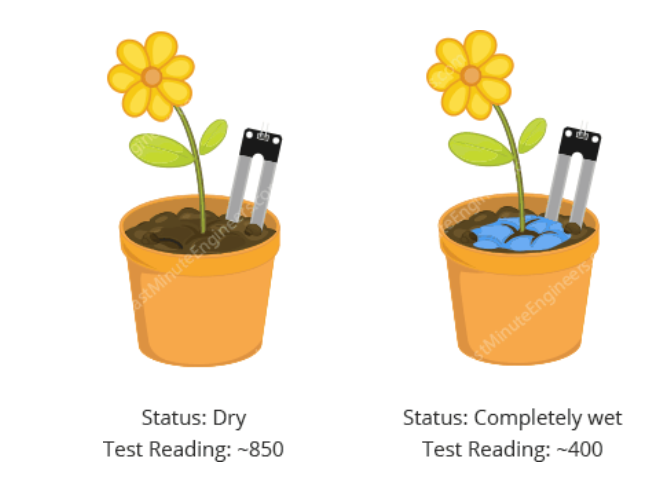 Status: Dry
Test Reading: ~850
Status: Completely wet
Test Reading: ~400